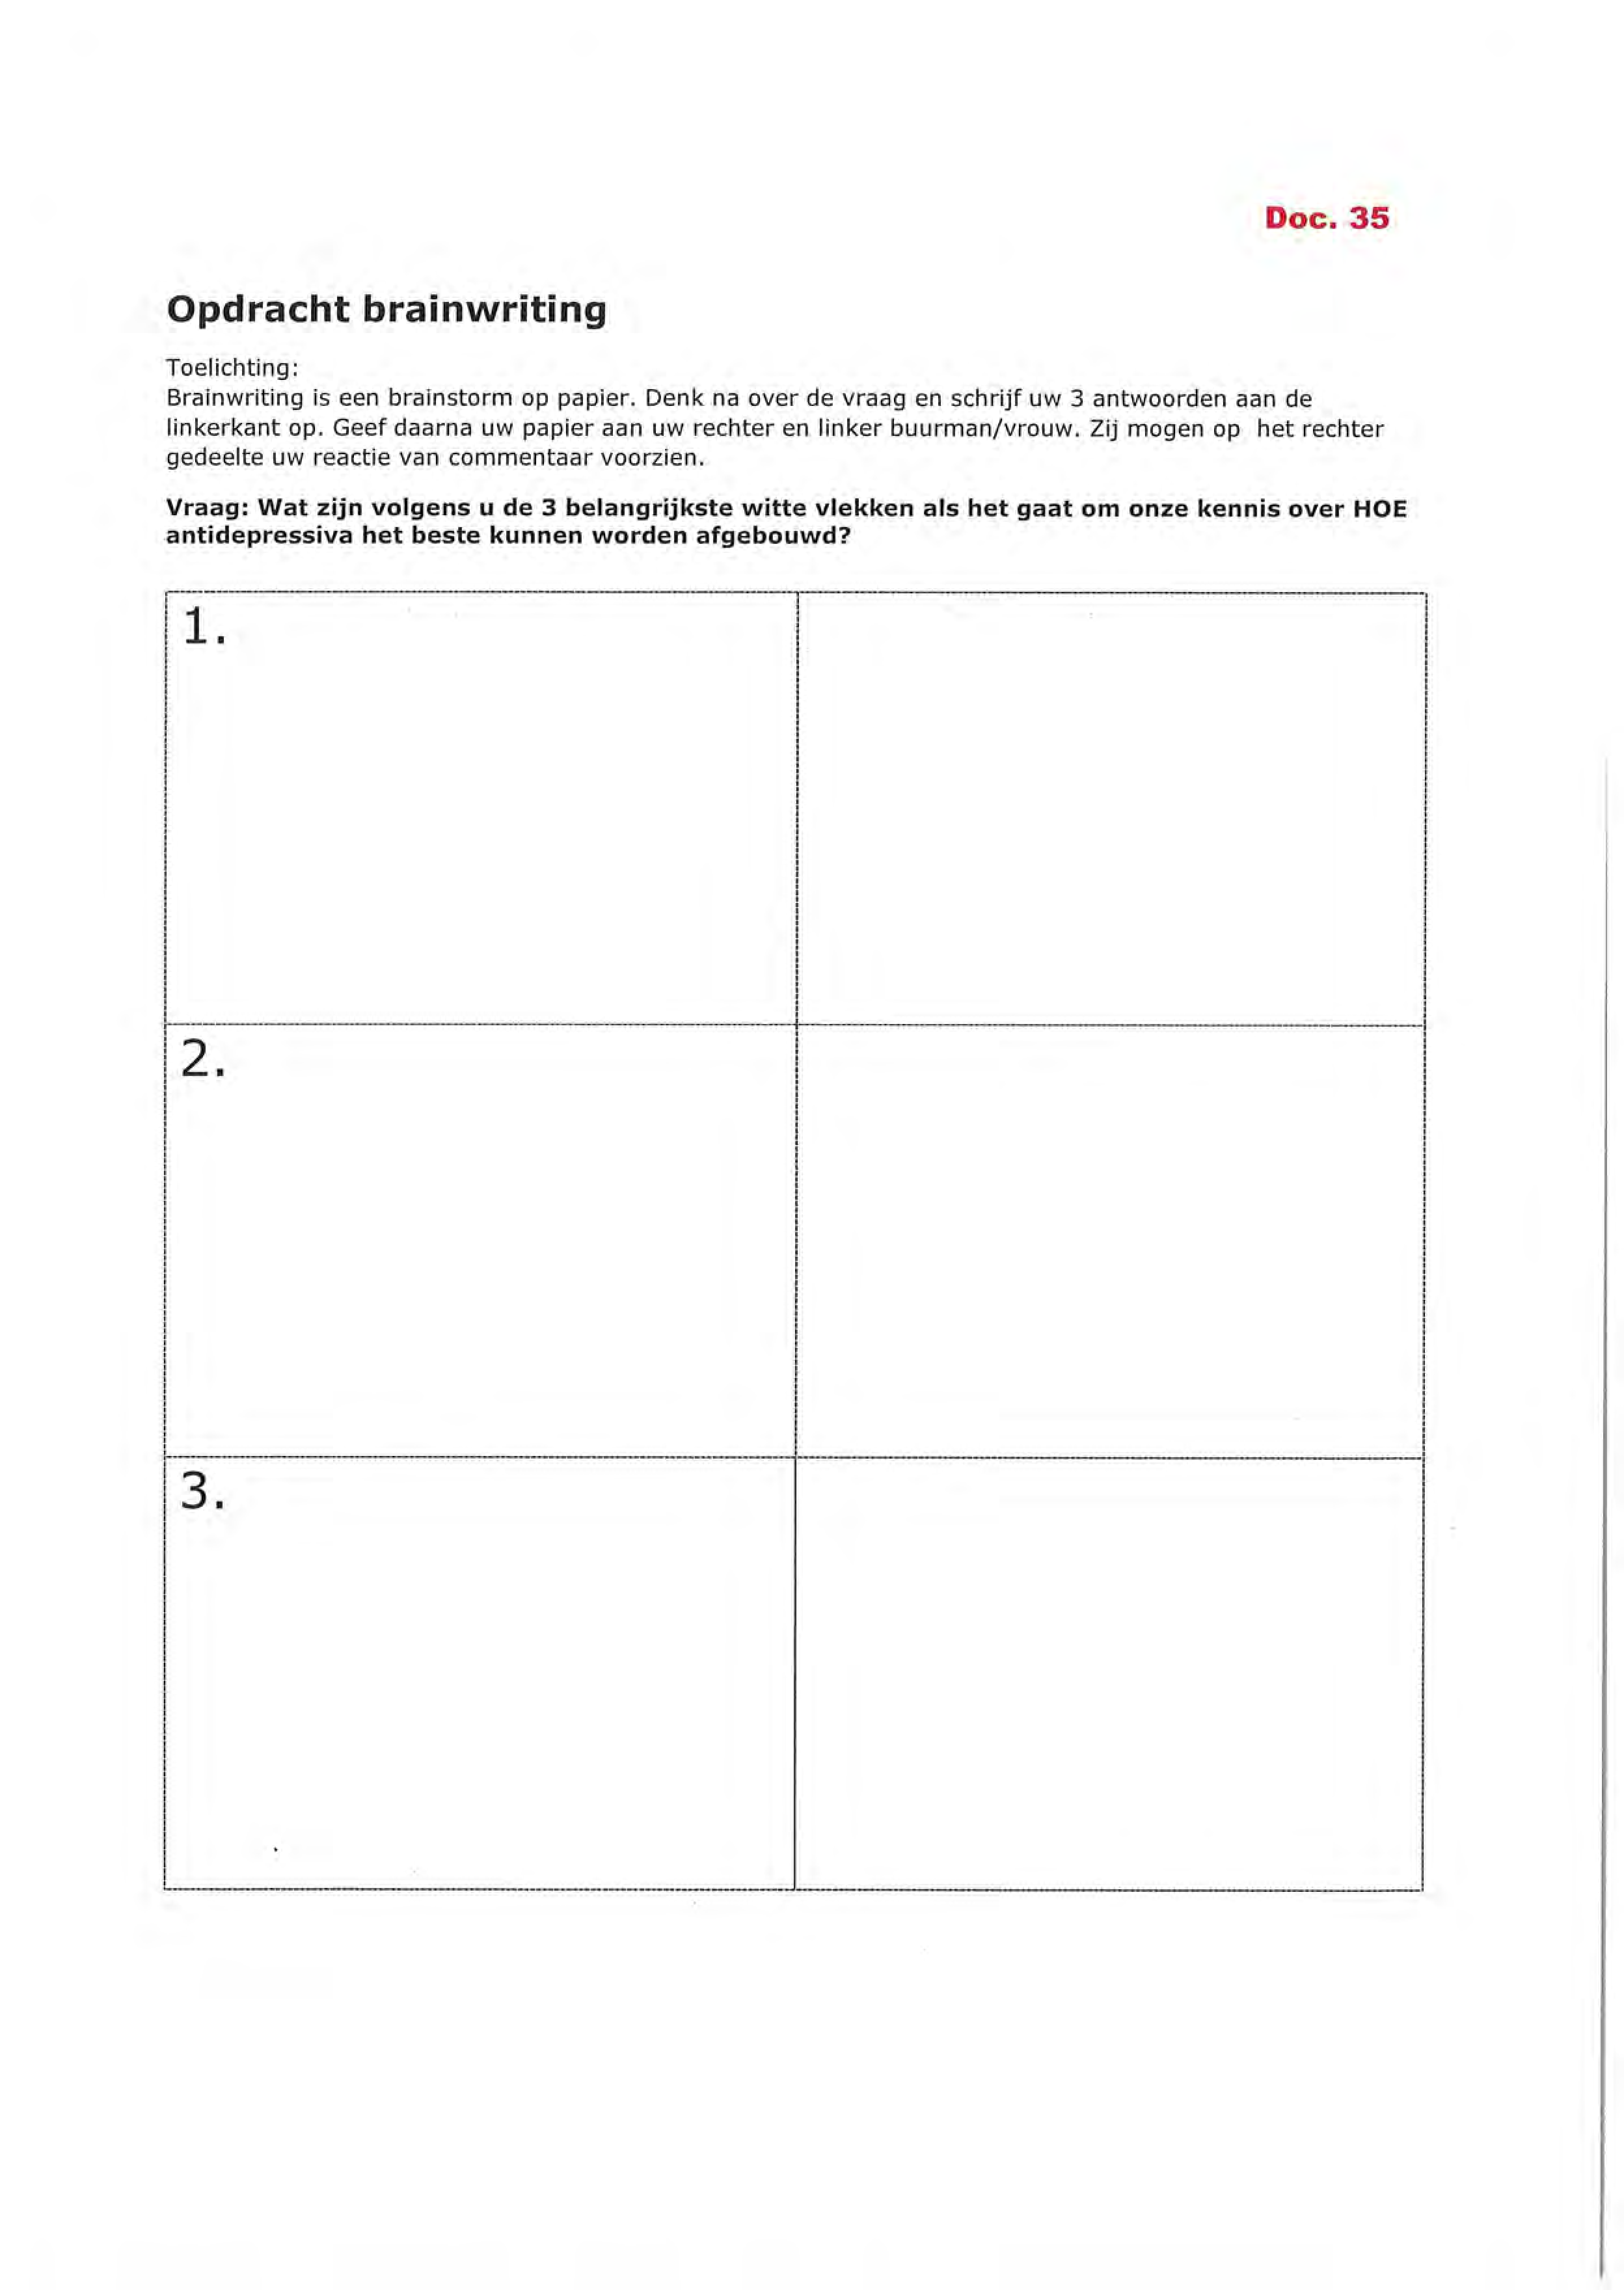 Doc. 35
Opdracht brainwriting
Toelichting:
Brainwriting is een brainstorm op papier. Denk na over de vraag en schrijf uw 3 antwoorden aan de
linkerkant op. Geef daarna uw papier aan uw rechter en linker buurman/vrouw. Zij mogen op het rechter
gedeelte uw reactie van commentaar voorzien.
Vraag: Wat zijn volgens u de 3 belangrijkste witte vlekken als het gaat om onze kennis over HOE
antidepressiva het beste kunnen worden afgebouwd?
1.
2.
3.